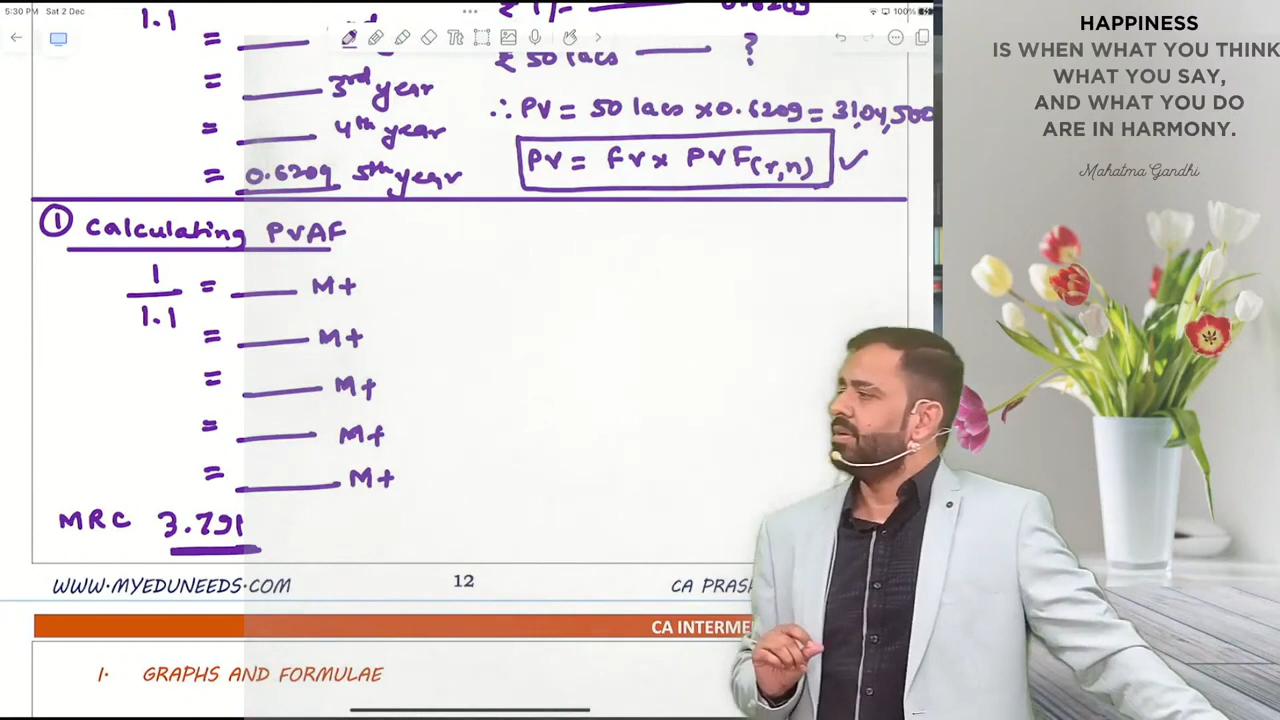 5:30 PM Sat 2 Dec
100%
1.1
₹ 1/- 0.6209
=
= 3rd year
= 4th year
= 0.6209 5th year
₹ 50 lacs ?
∴ PV = 50 lacs × 0.6209 = 31,04,500
PV = FV × PVF(r,n) ✓
① Calculating PVAF
1
1.1
= M+
= M+
= M+
= M+
= M+
MRC 3.791
WWW.MYEDUNEEDS.COM
12
CA
CA
1. GRAPHS AND FORMULAE
HAPPINESS
IS WHEN WHAT YOU THINK
WHAT YOU SAY,
AND WHAT YOU DO
ARE IN HARMONY.
Mahatma Gandhi